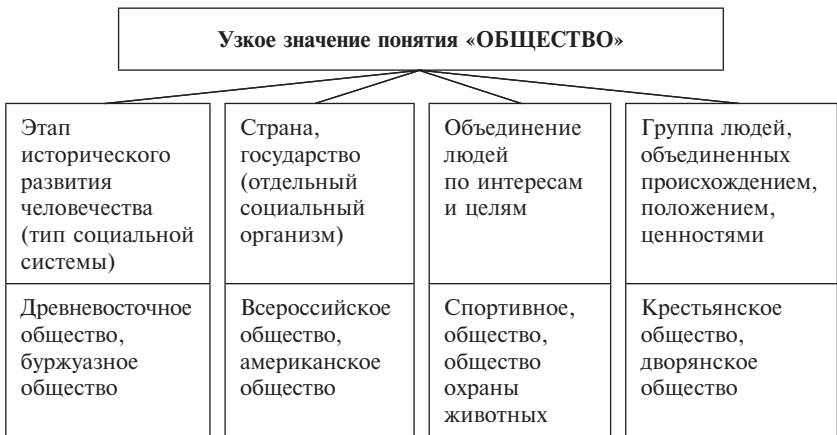 Узкое значение понятия «ОБЩЕСТВО»
Этап
исторического
развития
человечества
(тип социальной
системы)
Страна,
государство
(отдельный
социальный
организм)
Объединение
людей
по интересам
и целям
Группа людей,
объединенных
происхождением,
положением,
ценностями
Древневосточное
общество,
буржуазное
общество
Всероссийское
общество,
американское
общество
Спортивное,
общество,
общество
охраны
животных
Крестьянское
общество,
дворянское
общество